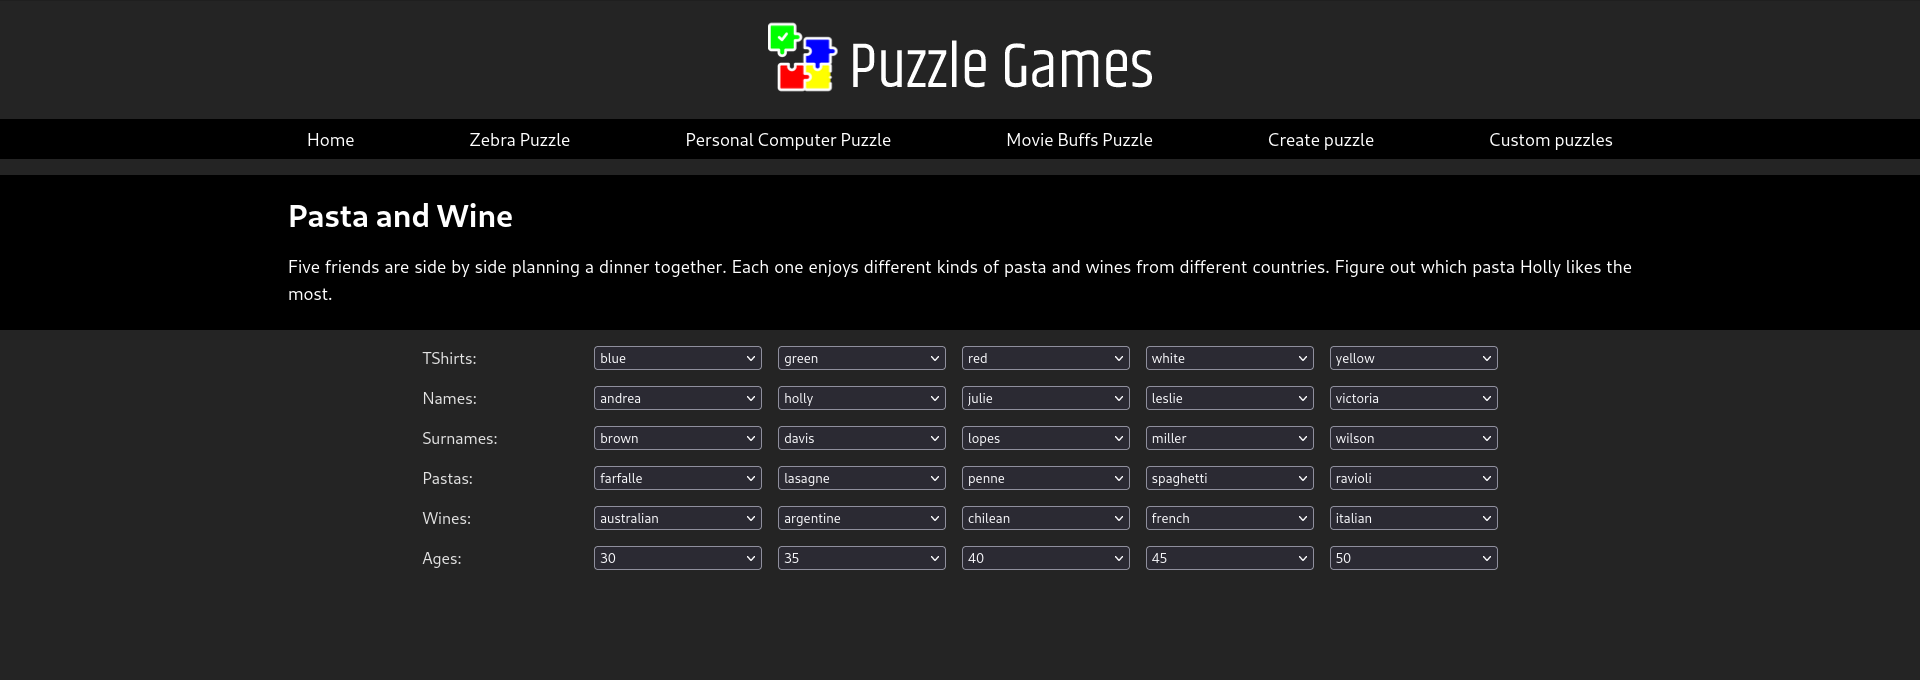 Puzzle Games
Home Zebra Puzzle Personal Computer Puzzle Movie Buffs Puzzle Create puzzle Custom puzzles
Pasta and Wine
Five friends are side by side planning a dinner together. Each one enjoys different kinds of pasta and wines from different countries. Figure out which pasta Holly likes the
most.
TShirts: blue green red white yellow
Names: andrea holly julie leslie victoria
Surnames: brown davis lopes miller wilson
Pastas: farfalle lasagne penne spaghetti ravioli
Wines: australian argentine chilean french italian
Ages: 30 35 40 45 50